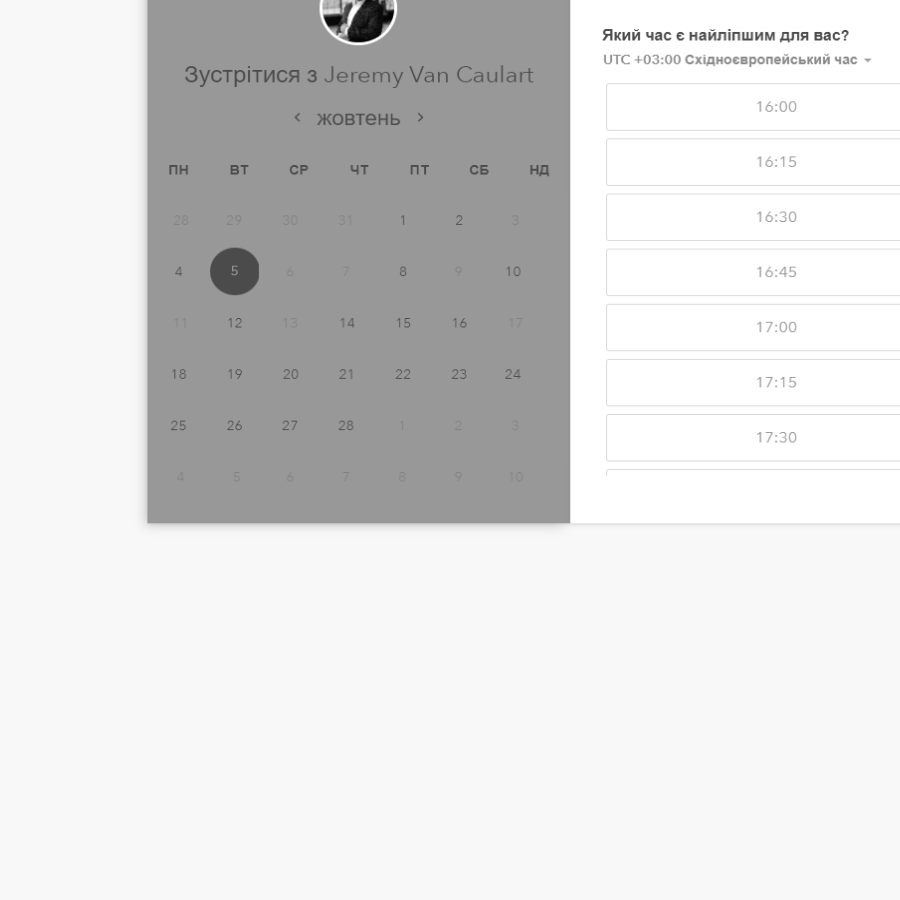 Зустрітися з Jeremy Van Caulart
жовтень
ПН ВТ СР ЧТ ПТ СБ НД
28 29 30 31 1 2 3
4 5 6 7 8 9 10
11 12 13 14 15 16 17
18 19 20 21 22 23 24
25 26 27 28 1 2 3
4 5 6 7 8 9 10
Який час є найліпшим для вас?
UTC +03:00 Східноєвропейський час
16:00
16:15
16:30
16:45
17:00
17:15
17:30